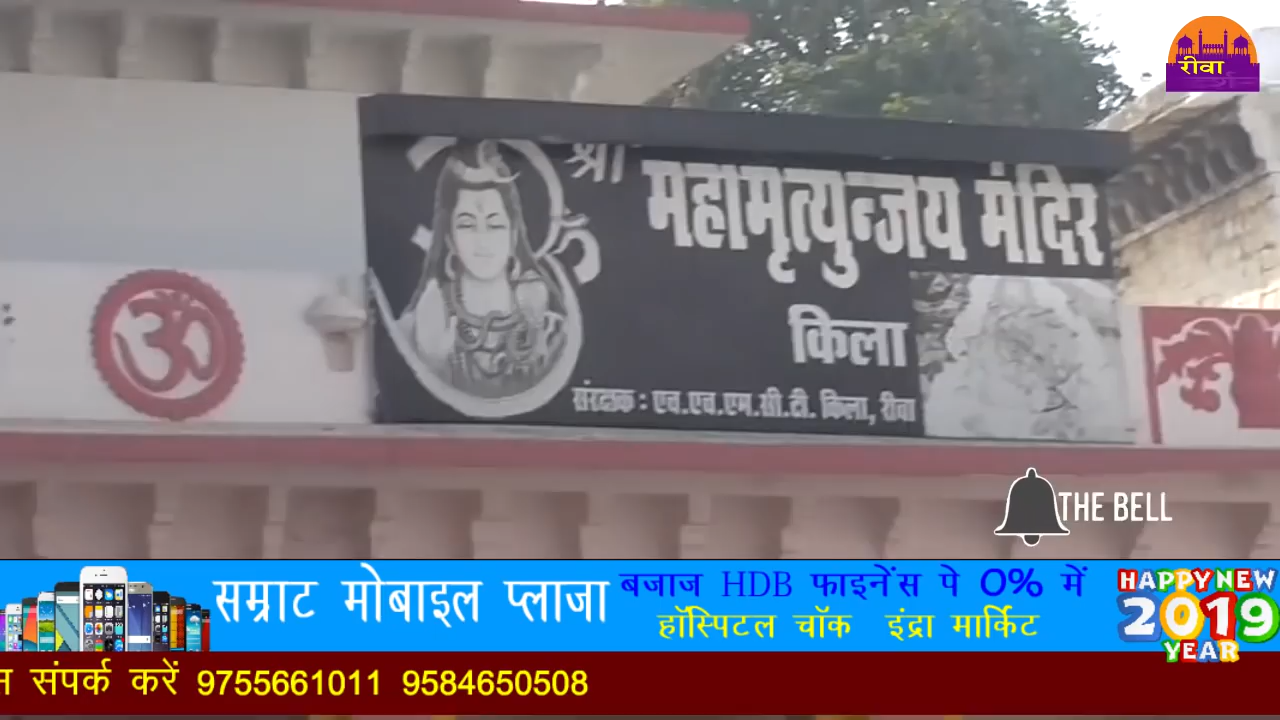 रीवा
श्री महामृत्युन्जय मंदिर
किला
संरक्षक : एच.एच.एम.सी.टी. किला, रीवा
ॐ
THE BELL
सम्राट मोबाइल प्लाजा
बजाज HDB फाइनेंस पे 0% में
हॉस्पिटल चॉक इंद्रा मार्किट
HAPPY NEW
2019
YEAR
संपर्क करें 9755661011 9584650508